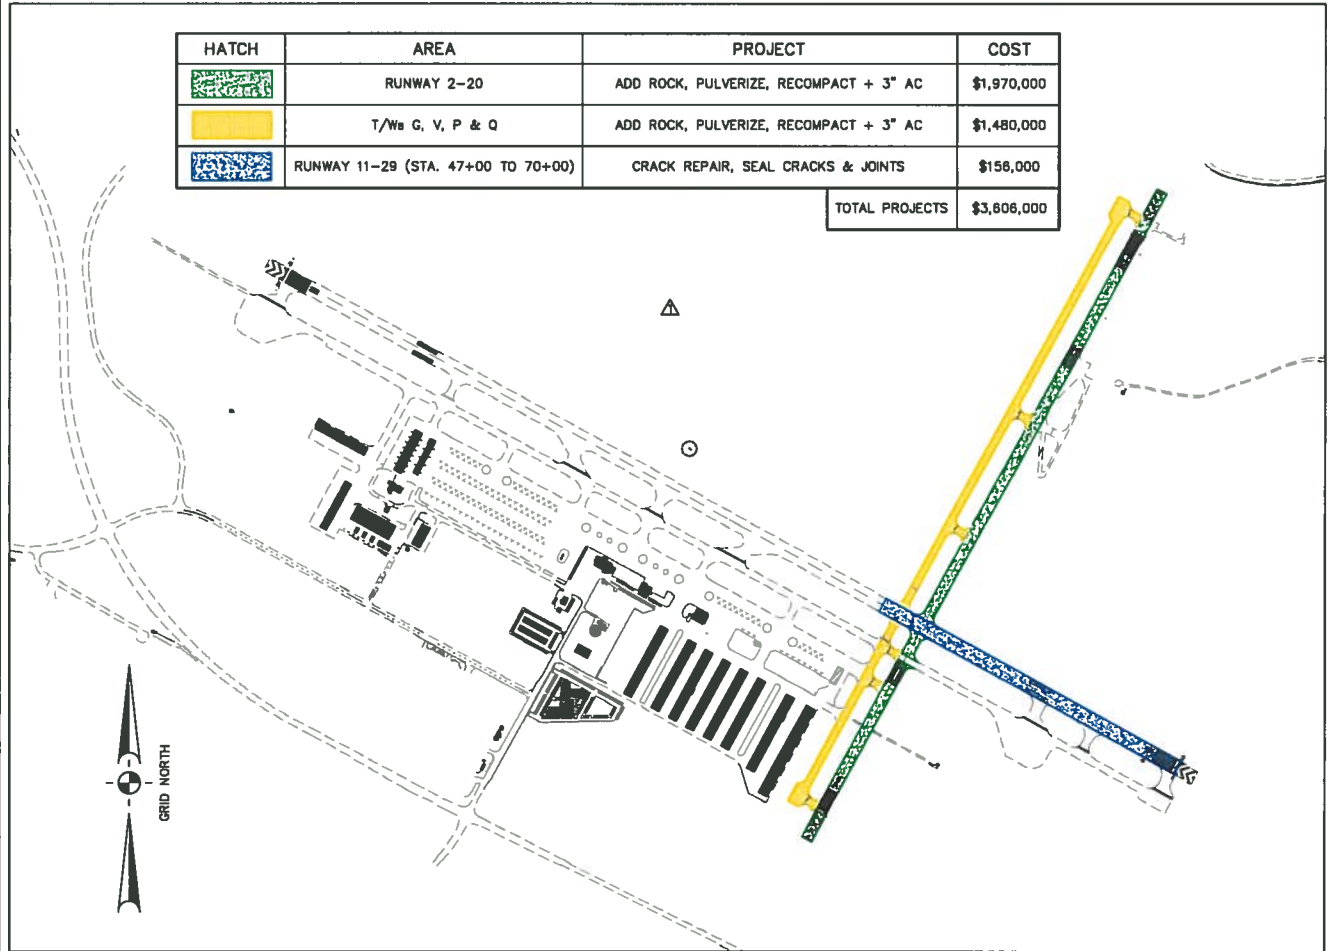 HATCH AREA PROJECT COST
RUNWAY 2-20 ADD ROCK, PULVERIZE, RECOMPACT + 3" AC $1,970,000
T/Ws G, V, P & Q ADD ROCK, PULVERIZE, RECOMPACT + 3" AC $1,480,000
RUNWAY 11-29 (STA. 47+00 TO 70+00) CRACK REPAIR, SEAL CRACKS & JOINTS $156,000
TOTAL PROJECTS $3,606,000
GRID NORTH